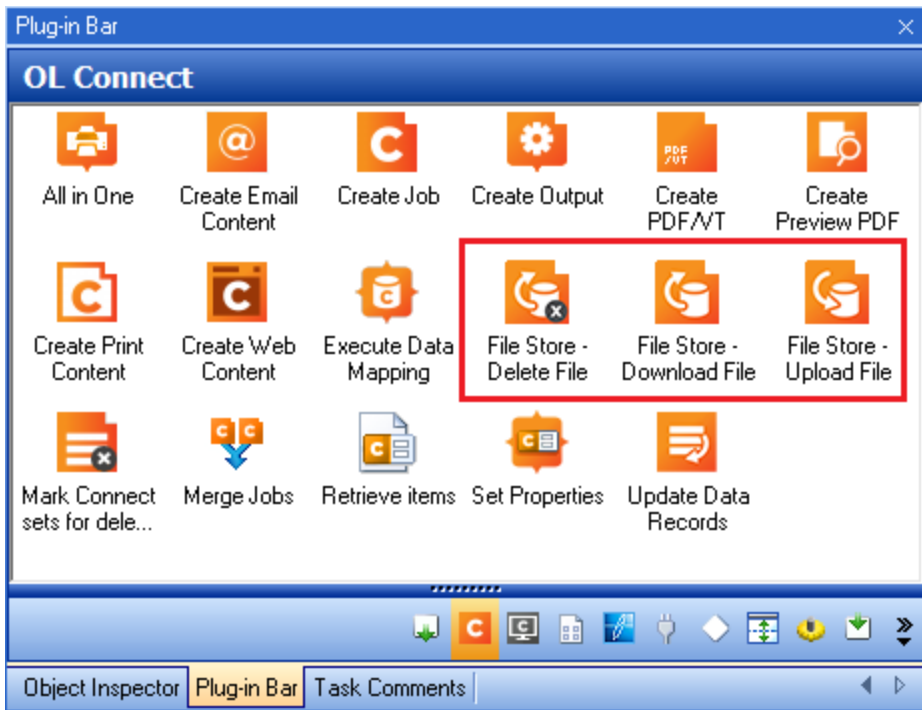 Plug-in Bar
OL Connect
All in One
Create Email
Content
Create Job
Create Output
PDF
/VT
Create
PDF/VT
Create
Preview PDF
Create Print
Content
Create Web
Content
Execute Data
Mapping
File Store -
Delete File
File Store -
Download File
File Store -
Upload File
Mark Connect
sets for dele...
Merge Jobs
Retrieve items
Set Properties
Update Data
Records
Object Inspector
Plug-in Bar
Task Comments